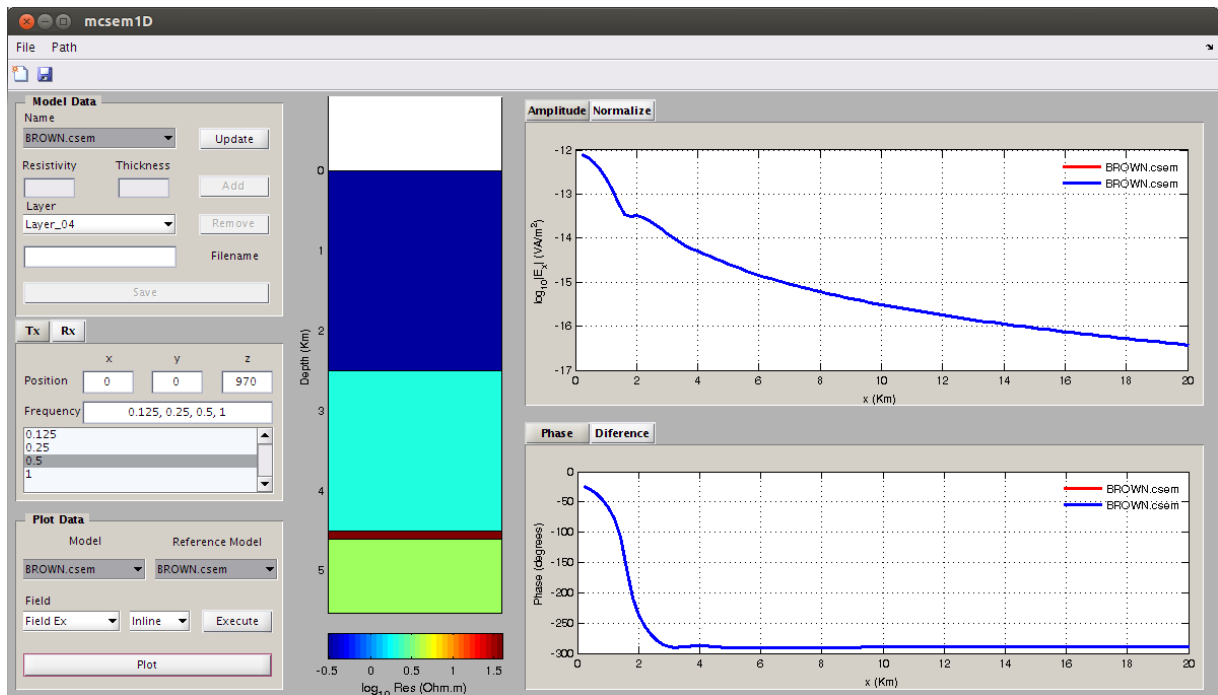 mcsem1D
File Path
Model Data
Name
BROWN.csem
Update
Resistivity Thickness
Add
Layer
Layer_04
Remove
Filename
Save
Tx Rx
x y z
Position 0 0 970
Frequency 0.125, 0.25, 0.5, 1
0.125
0.25
0.5
1
Plot Data
Model Reference Model
BROWN.csem BROWN.csem
Field
Field Ex Inline Execute
Plot
0
1
2
3
4
5
Depth (Km)
-0.5 0 0.5 1 1.5
log10 Res (Ohm.m)
Amplitude Normalize
-12
-13
-14
-15
-16
-17
log10|Ex| (VA/m²)
BROWN.csem
BROWN.csem
0 2 4 6 8 10 12 14 16 18 20
x (Km)
Phase Diference
0
-50
-100
-150
-200
-250
-300
Phase (degrees)
BROWN.csem
BROWN.csem
0 2 4 6 8 10 12 14 16 18 20
x (Km)